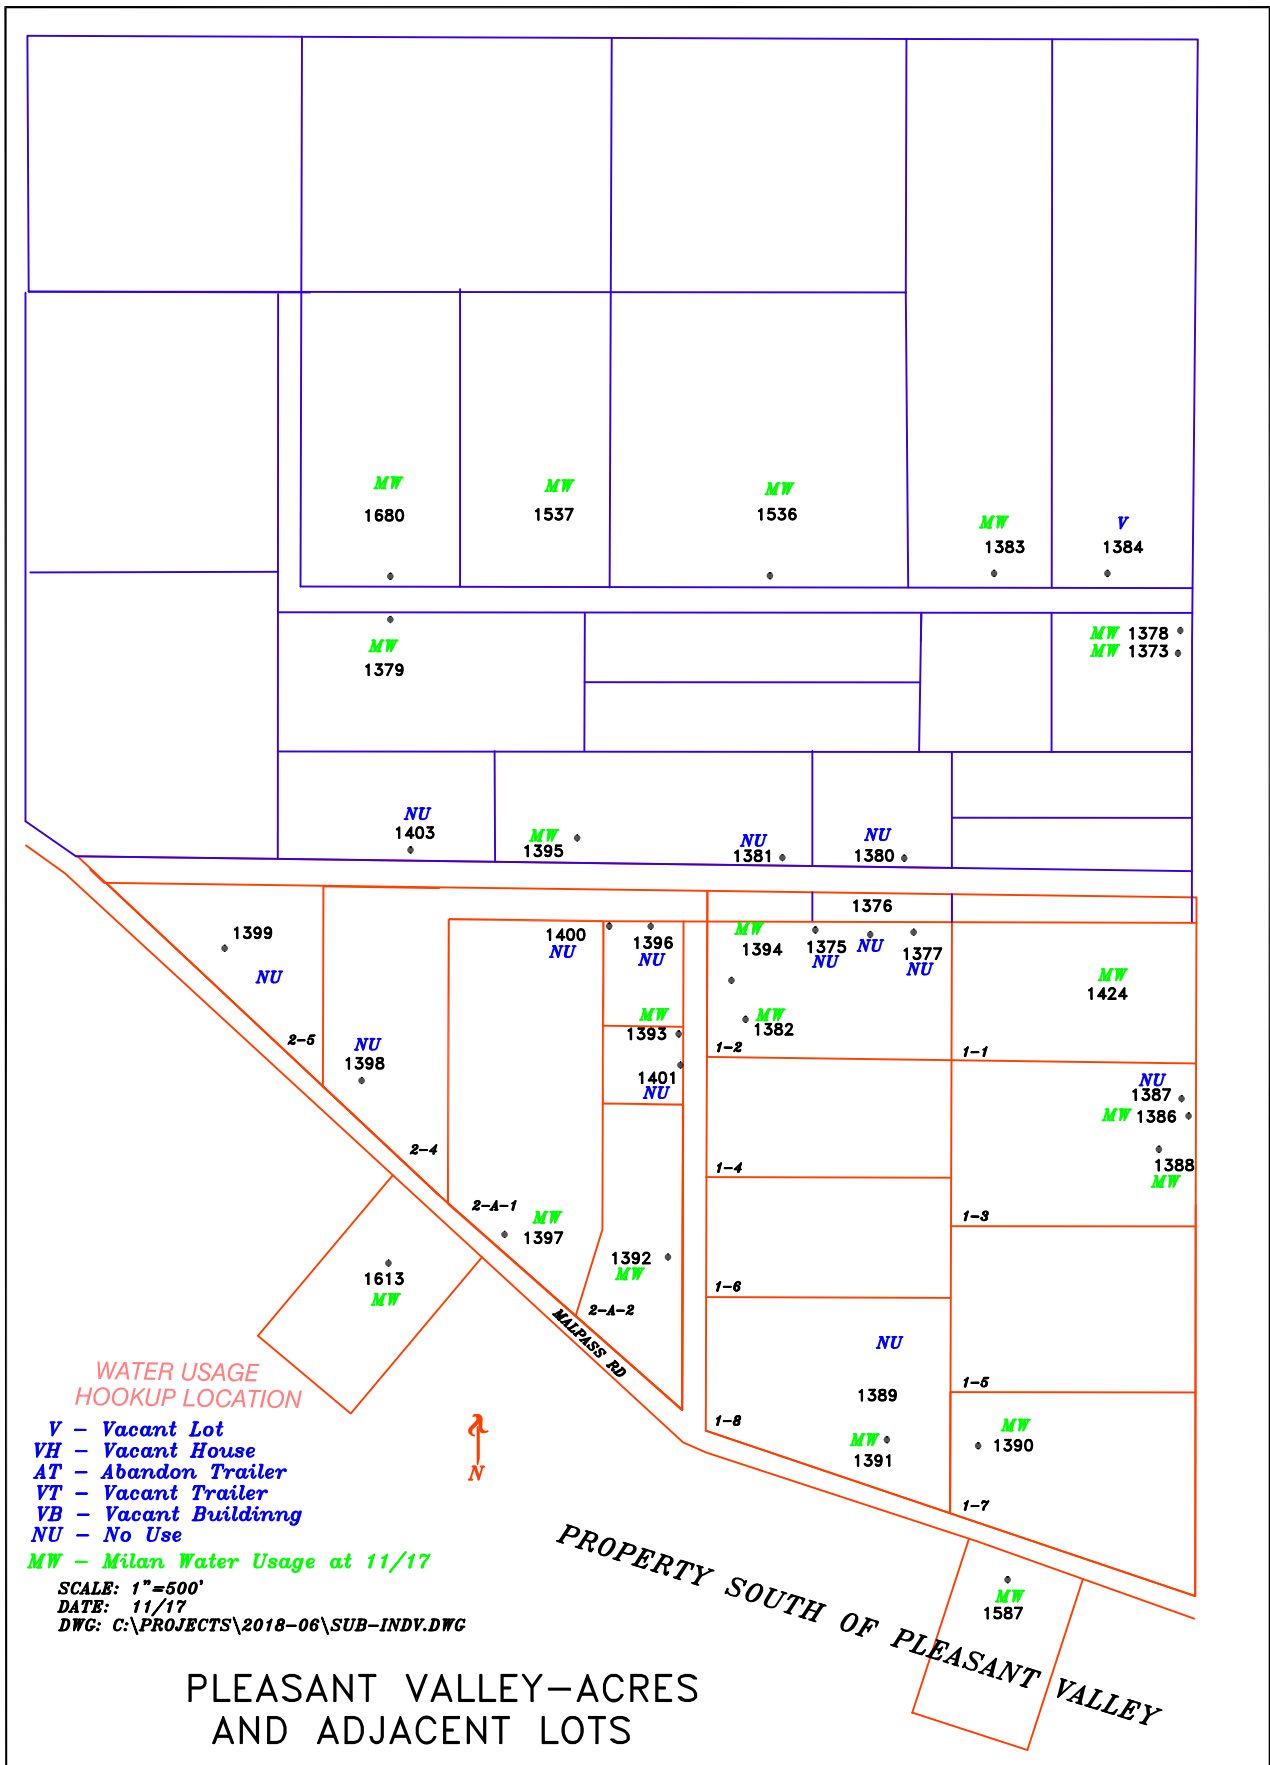 MW MW MW
1680 1537 1536
MW V
1383 1384
MW 1378
MW 1373
MW
1379
NU
1403
MW
1395
NU
1381
NU
1380
1376
1399
NU
1400
NU
1396
NU
MW
1394
1375
NU
NU
1377
NU
MW
1424
MW
1393
MW
1382
2-5
NU
1398
1-2
1-1
1401
NU
NU
1387
MW 1386
1388
MW
2-4
1-4
2-A-1
MW
1397
1-3
1392
MW
1613
MW
1-6
2-A-2
MALPASS RD
NU
1389
1-5
1-8
MW
1391
MW
1390
1-7
WATER USAGE
HOOKUP LOCATION
V - Vacant Lot
VH - Vacant House
AT - Abandon Trailer
VT - Vacant Trailer
VB - Vacant Buildinng
NU - No Use
MW - Milan Water Usage at 11/17
N
SCALE: 1"=500'
DATE: 11/17
DWG: C:\PROJECTS\2018-06\SUB-INDV.DWG
PROPERTY SOUTH OF PLEASANT VALLEY
MW
1587
PLEASANT VALLEY-ACRES
AND ADJACENT LOTS